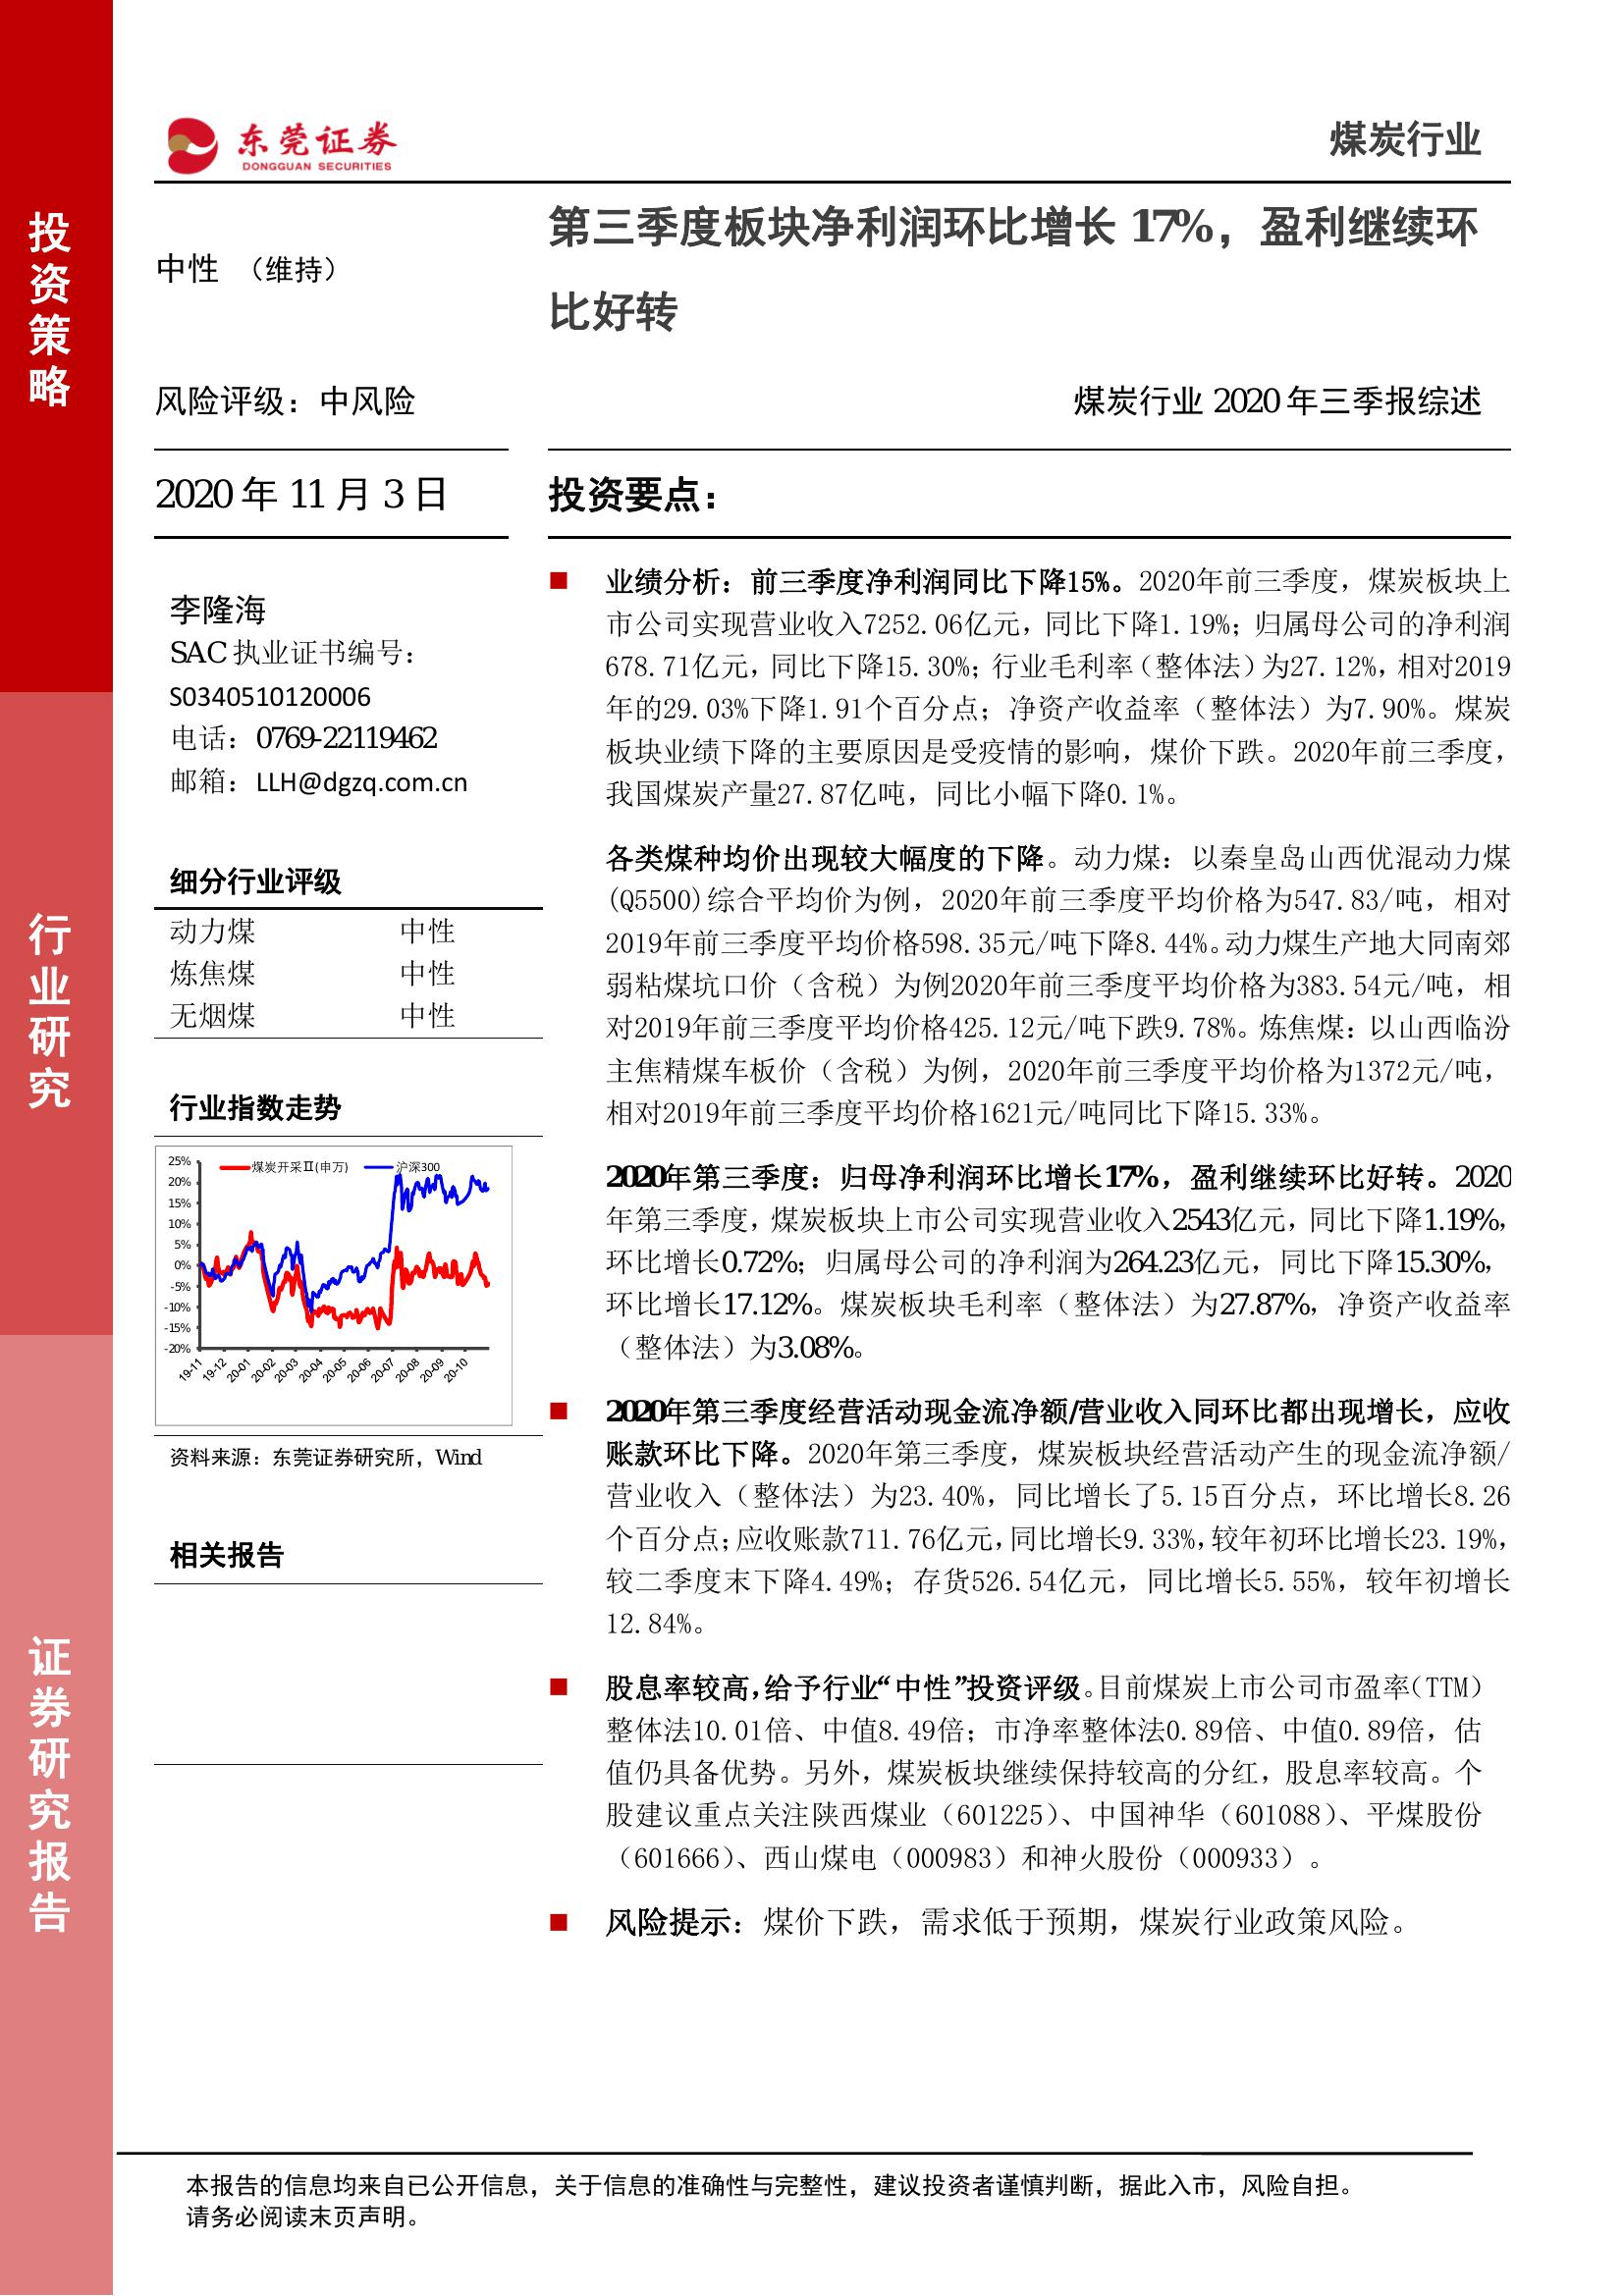 投资策略
行业研究
证券研究报告
东莞证券
DONGGUAN SECURITIES
煤炭行业
中性 （维持）
第三季度板块净利润环比增长 17%，盈利继续环
比好转
风险评级：中风险
煤炭行业 2020 年三季报综述
2020 年 11 月 3 日
李隆海
SAC 执业证书编号：
S0340510120006
电话：0769-22119462
邮箱：LLH@dgzq.com.cn
细分行业评级
动力煤 中性
炼焦煤 中性
无烟煤 中性
行业指数走势
煤炭开采Ⅱ(申万) 沪深300
25%
20%
15%
10%
5%
0%
-5%
-10%
-15%
-20%
19-11 19-12 20-01 20-02 20-03 20-04 20-05 20-06 20-07 20-08 20-09 20-10
资料来源：东莞证券研究所，Wind
相关报告
投资要点：
业绩分析：前三季度净利润同比下降15%。2020年前三季度，煤炭板块上
市公司实现营业收入7252.06亿元，同比下降1.19%；归属母公司的净利润
678.71亿元，同比下降15.30%；行业毛利率（整体法）为27.12%，相对2019
年的29.03%下降1.91个百分点；净资产收益率（整体法）为7.90%。煤炭
板块业绩下降的主要原因是受疫情的影响，煤价下跌。2020年前三季度，
我国煤炭产量27.87亿吨，同比小幅下降0.1%。
各类煤种均价出现较大幅度的下降。动力煤：以秦皇岛山西优混动力煤
(Q5500)综合平均价为例，2020年前三季度平均价格为547.83/吨，相对
2019年前三季度平均价格598.35元/吨下降8.44%。动力煤生产地大同南郊
弱粘煤坑口价（含税）为例2020年前三季度平均价格为383.54元/吨，相
对2019年前三季度平均价格425.12元/吨下跌9.78%。炼焦煤：以山西临汾
主焦精煤车板价（含税）为例，2020年前三季度平均价格为1372元/吨，
相对2019年前三季度平均价格1621元/吨同比下降15.33%。
2020年第三季度：归母净利润环比增长17%，盈利继续环比好转。2020
年第三季度，煤炭板块上市公司实现营业收入2543亿元，同比下降1.19%，
环比增长0.72%；归属母公司的净利润为264.23亿元，同比下降15.30%，
环比增长17.12%。煤炭板块毛利率（整体法）为27.87%，净资产收益率
（整体法）为3.08%。
2020年第三季度经营活动现金流净额/营业收入同环比都出现增长，应收
账款环比下降。2020年第三季度，煤炭板块经营活动产生的现金流净额/
营业收入（整体法）为23.40%，同比增长了5.15百分点，环比增长8.26
个百分点；应收账款711.76亿元，同比增长9.33%，较年初环比增长23.19%，
较二季度末下降4.49%；存货526.54亿元，同比增长5.55%，较年初增长
12.84%。
股息率较高，给予行业“中性”投资评级。目前煤炭上市公司市盈率（TTM）
整体法10.01倍、中值8.49倍；市净率整体法0.89倍、中值0.89倍，估
值仍具备优势。另外，煤炭板块继续保持较高的分红，股息率较高。个
股建议重点关注陕西煤业（601225）、中国神华（601088）、平煤股份
（601666）、西山煤电（000983）和神火股份（000933）。
风险提示：煤价下跌，需求低于预期，煤炭行业政策风险。
本报告的信息均来自已公开信息，关于信息的准确性与完整性，建议投资者谨慎判断，据此入市，风险自担。
请务必阅读末页声明。